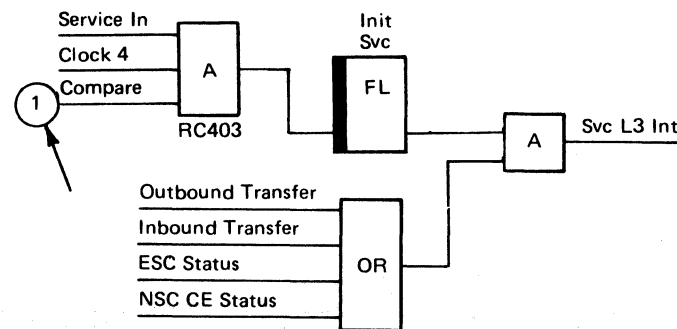 Service In
Clock 4
Compare
1
A
RC403
Init
Svc
FL
A
Svc L3 Int
Outbound Transfer
Inbound Transfer
ESC Status
NSC CE Status
OR